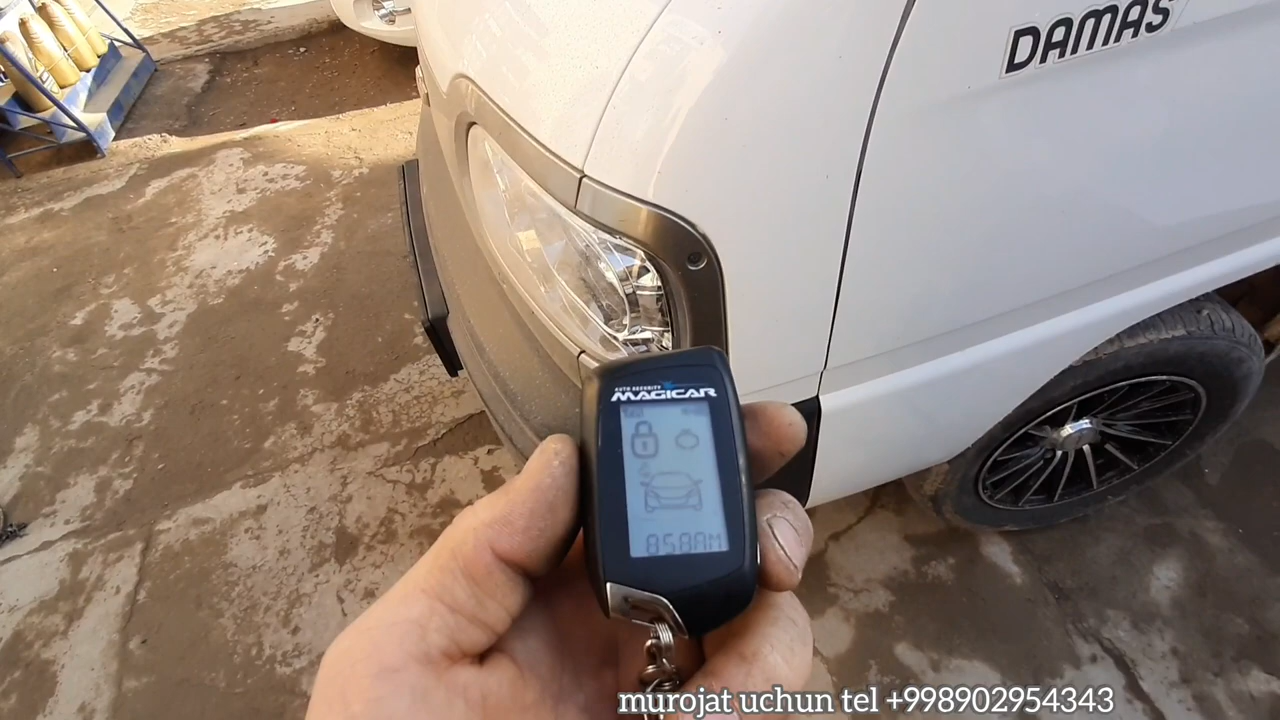 DAMAS
AUTO SECURITY
MAGICAR
8:58AM
murojat uchun tel +998902954343